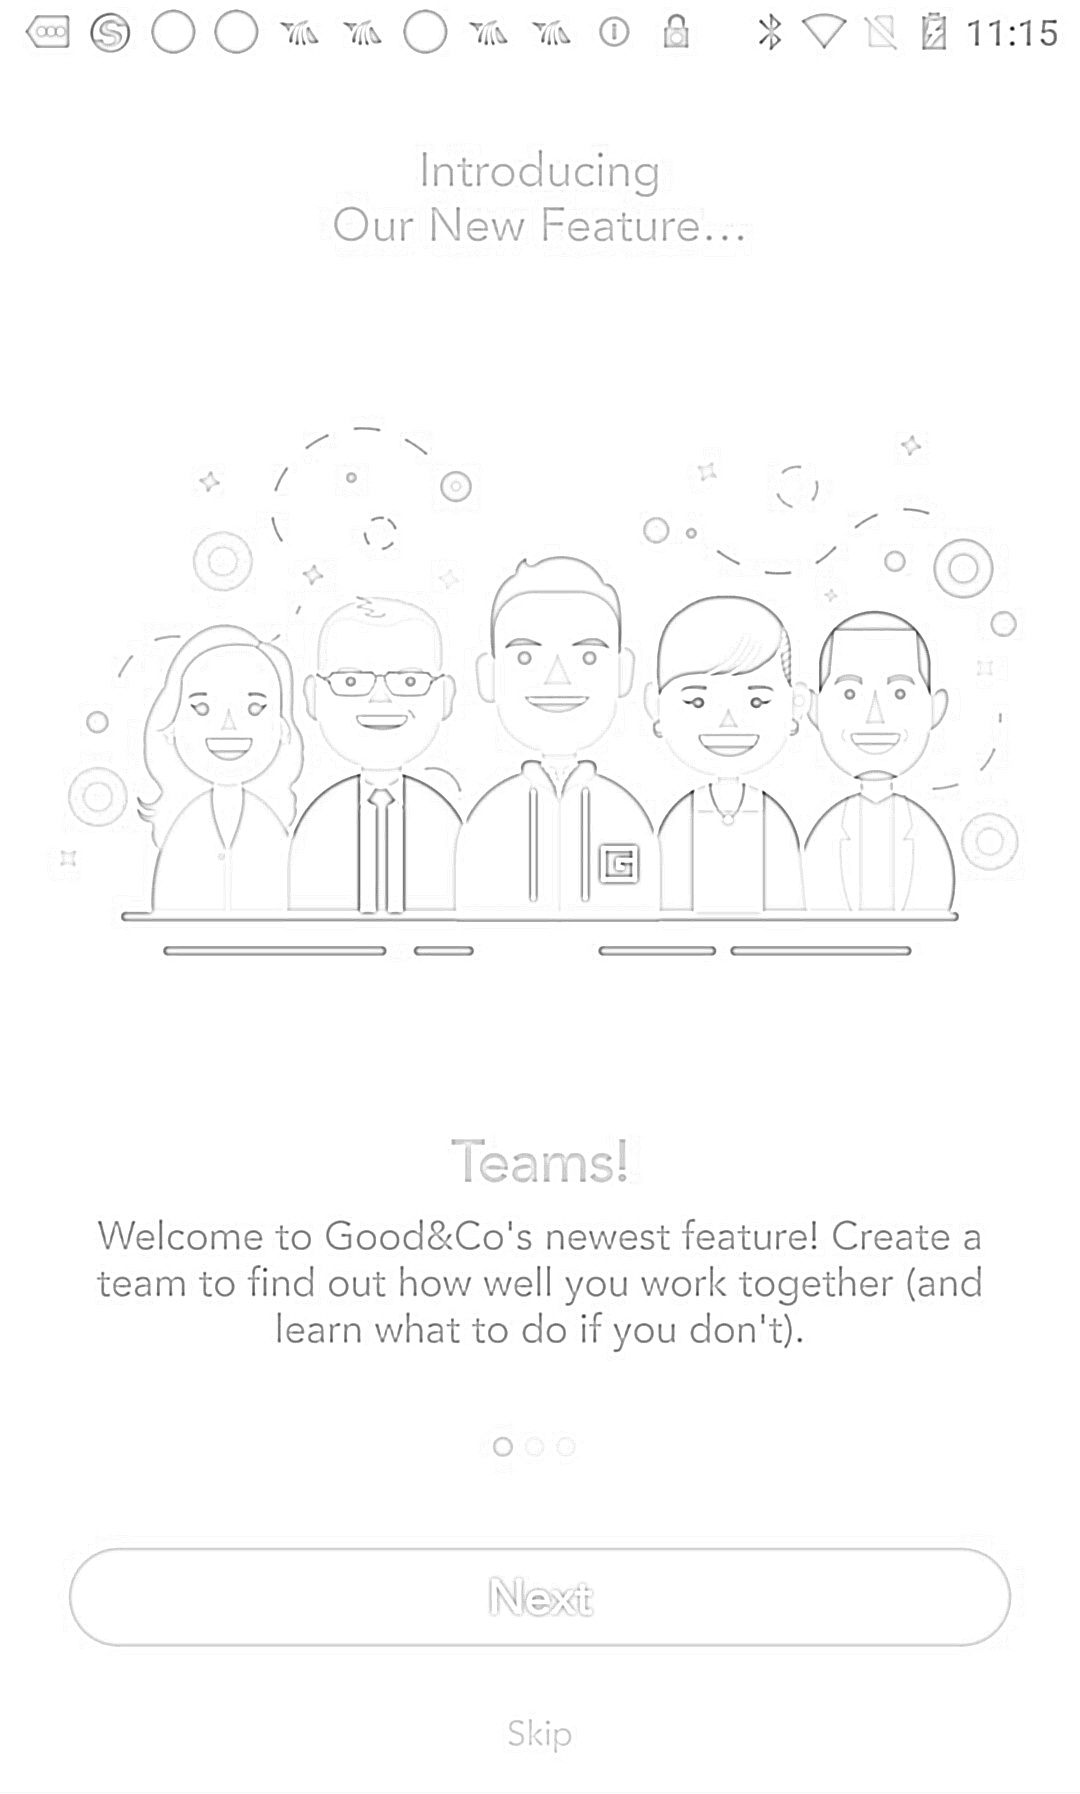 11:15
Introducing
Our New Feature...
G
Teams!
Welcome to Good&Co's newest feature! Create a
team to find out how well you work together (and
learn what to do if you don't).
Next
Skip